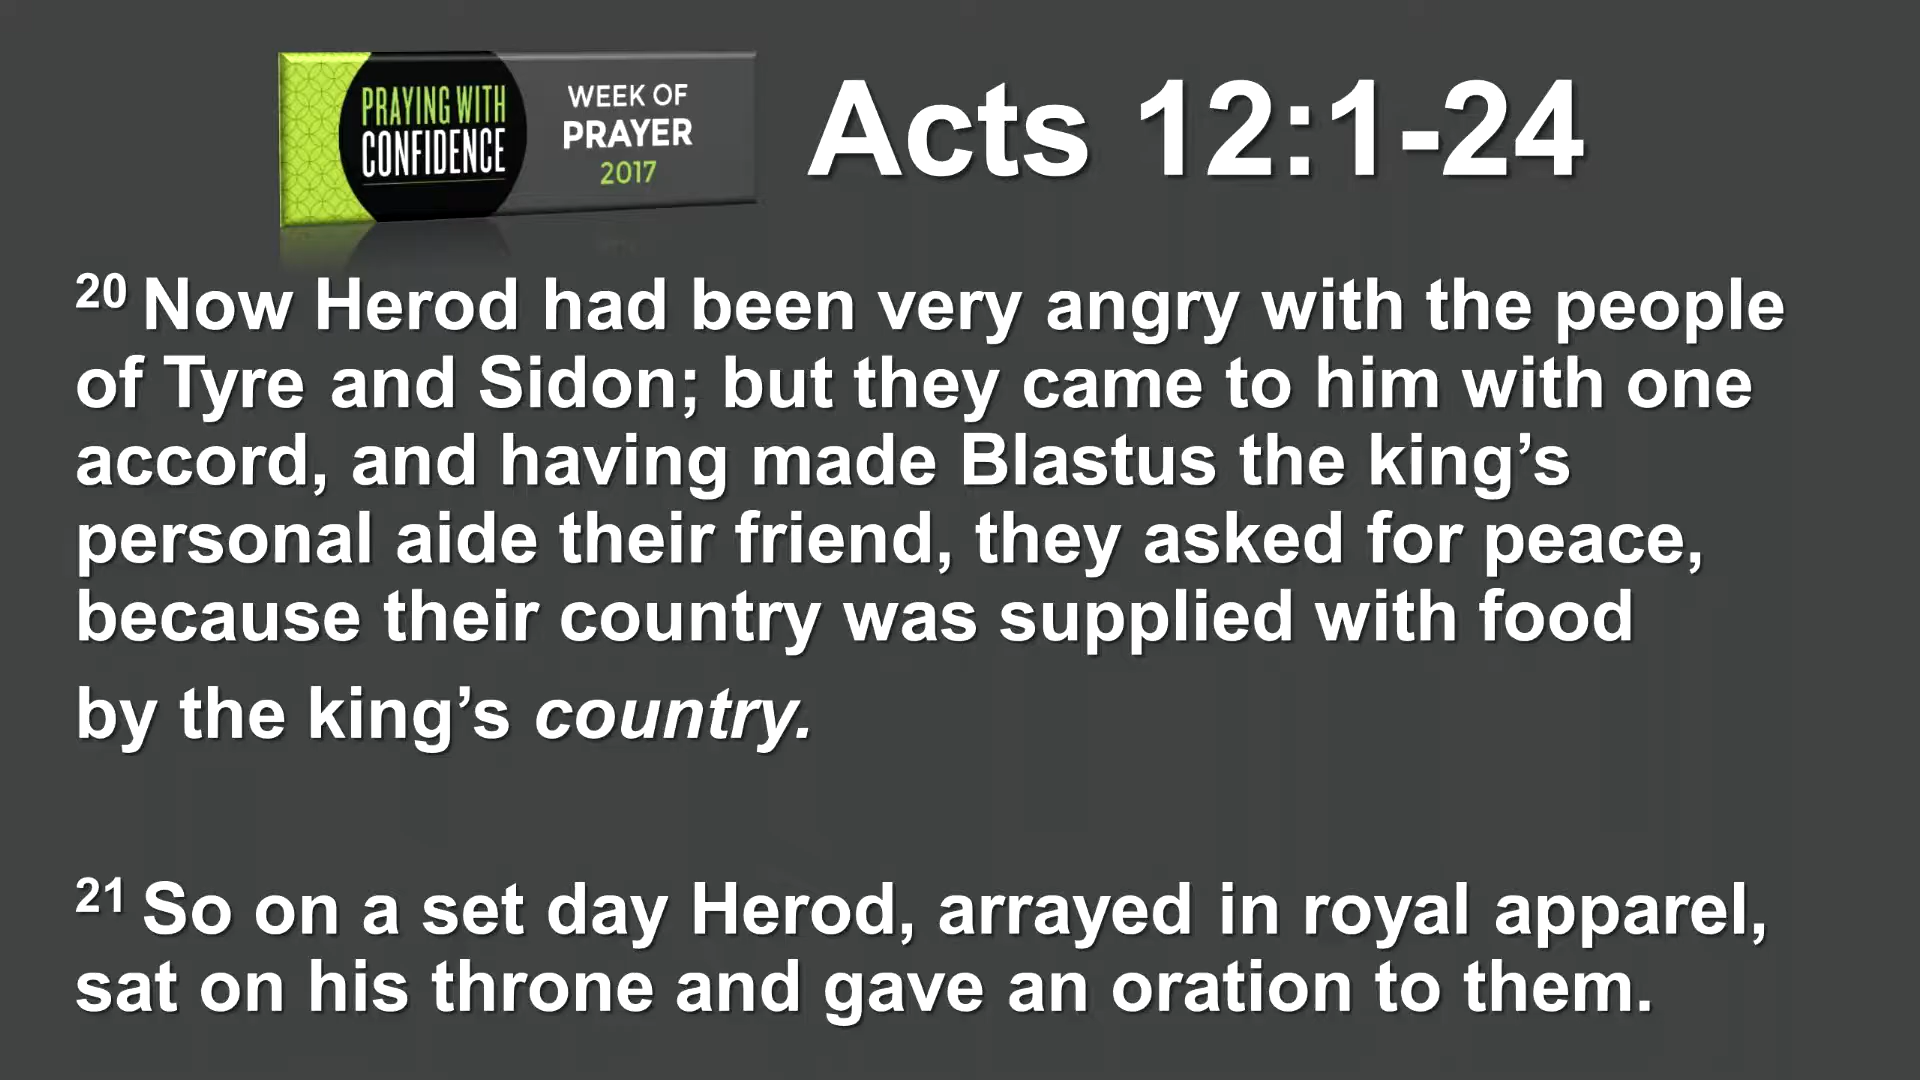 PRAYING WITH
CONFIDENCE
WEEK OF
PRAYER
2017
Acts 12:1-24
20 Now Herod had been very angry with the people
of Tyre and Sidon; but they came to him with one
accord, and having made Blastus the king’s
personal aide their friend, they asked for peace,
because their country was supplied with food
by the king’s country.
21 So on a set day Herod, arrayed in royal apparel,
sat on his throne and gave an oration to them.